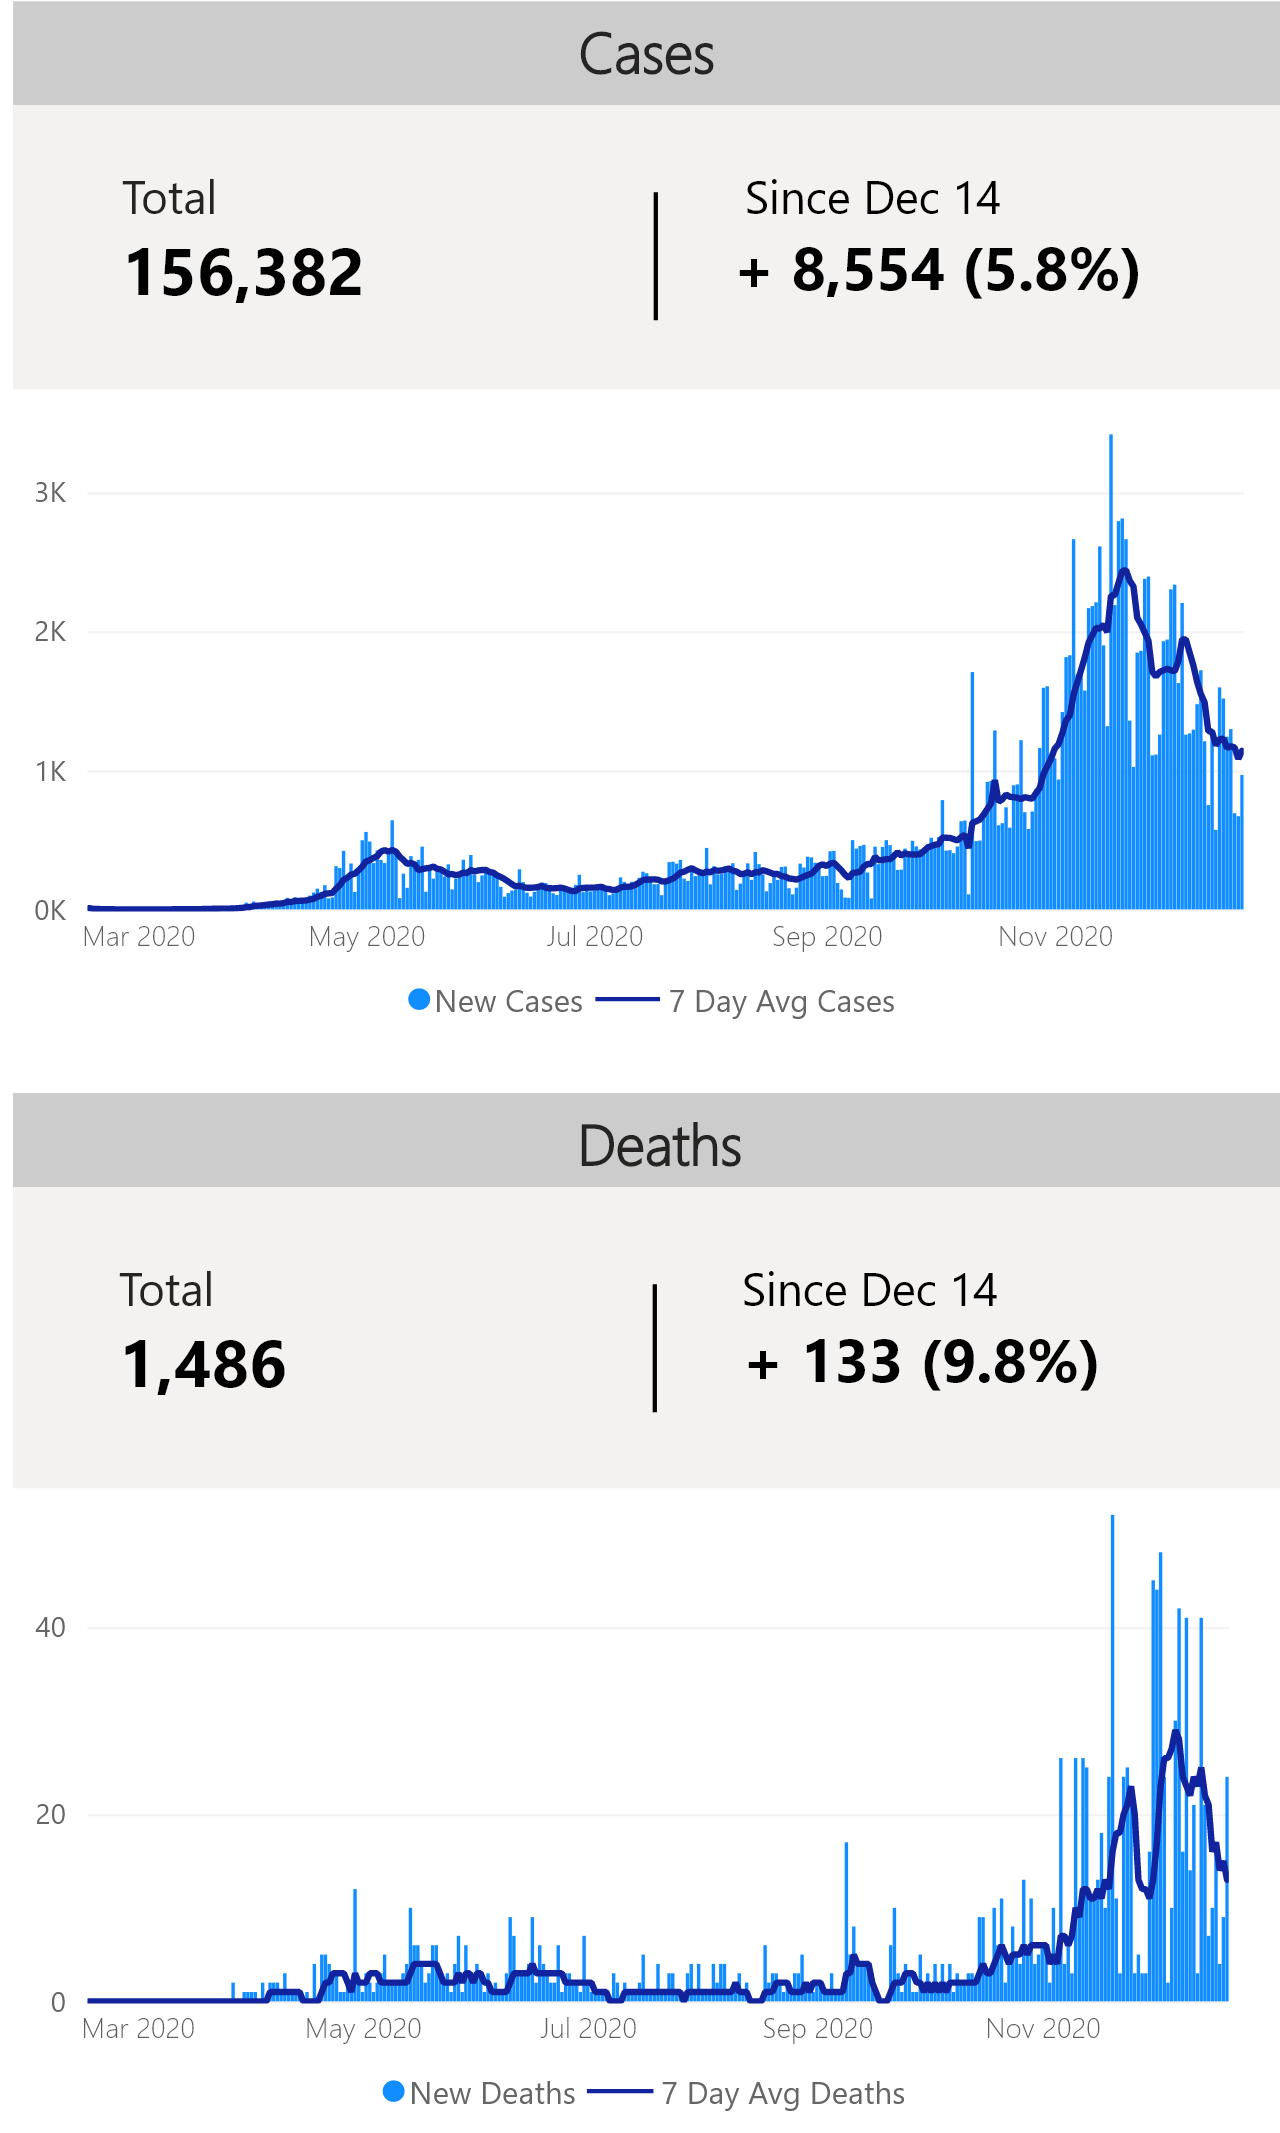 Cases
Total
Since Dec 14
156,382
+ 8,554 (5.8%)
3K
2K
1K
0K
Mar 2020 May 2020 Jul 2020 Sep 2020 Nov 2020
New Cases 7 Day Avg Cases
Deaths
Total
Since Dec 14
1,486
+ 133 (9.8%)
40
20
0
Mar 2020 May 2020 Jul 2020 Sep 2020 Nov 2020
New Deaths 7 Day Avg Deaths